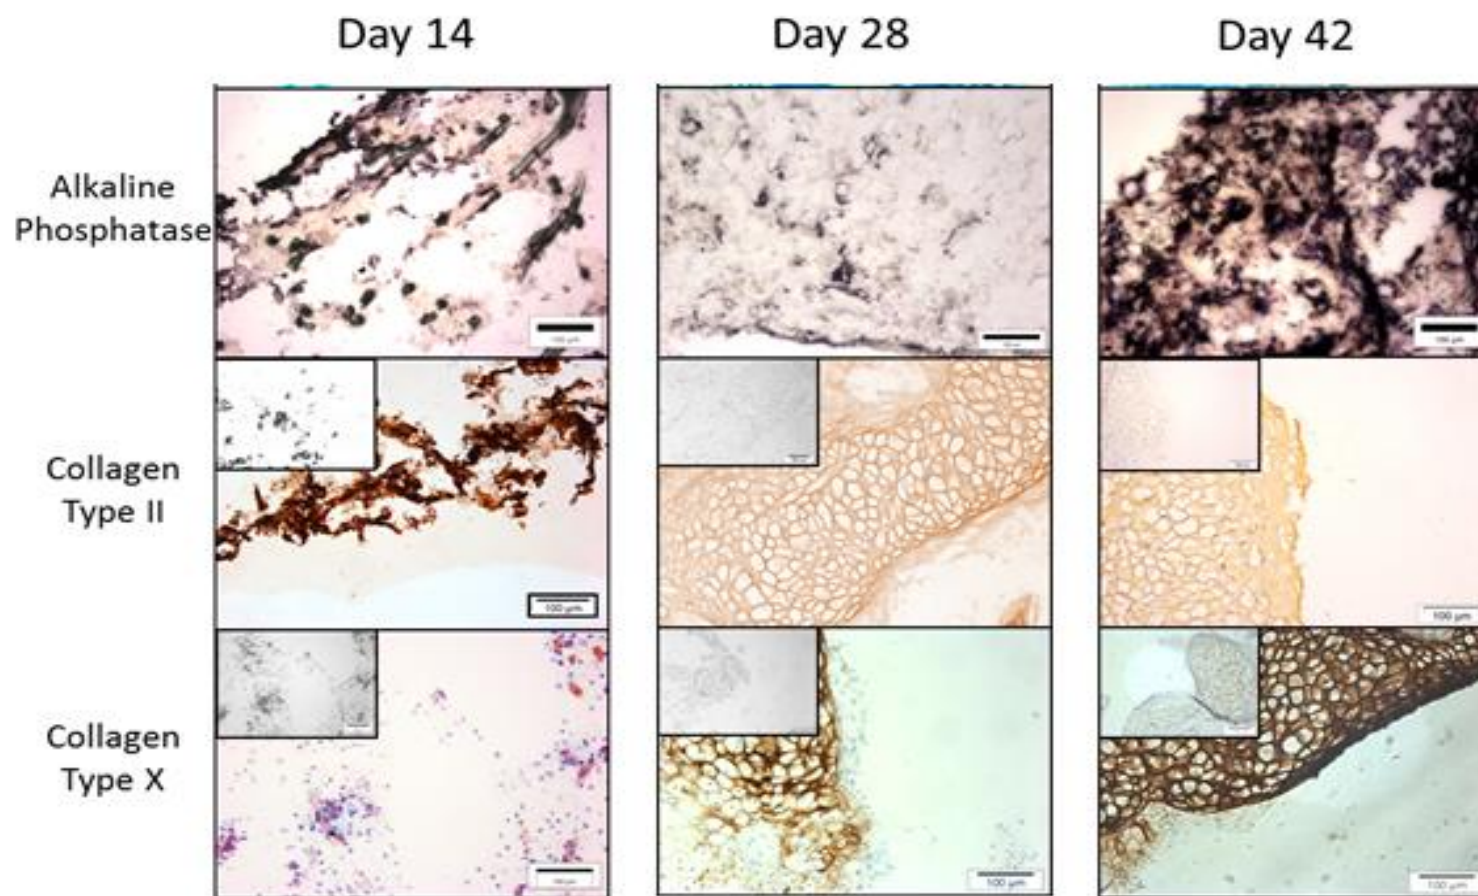 Day 14
Day 28
Day 42
Alkaline
Phosphatase
Collagen
Type II
100 µm
100 µm
Collagen
Type X
100 µm
100 µm